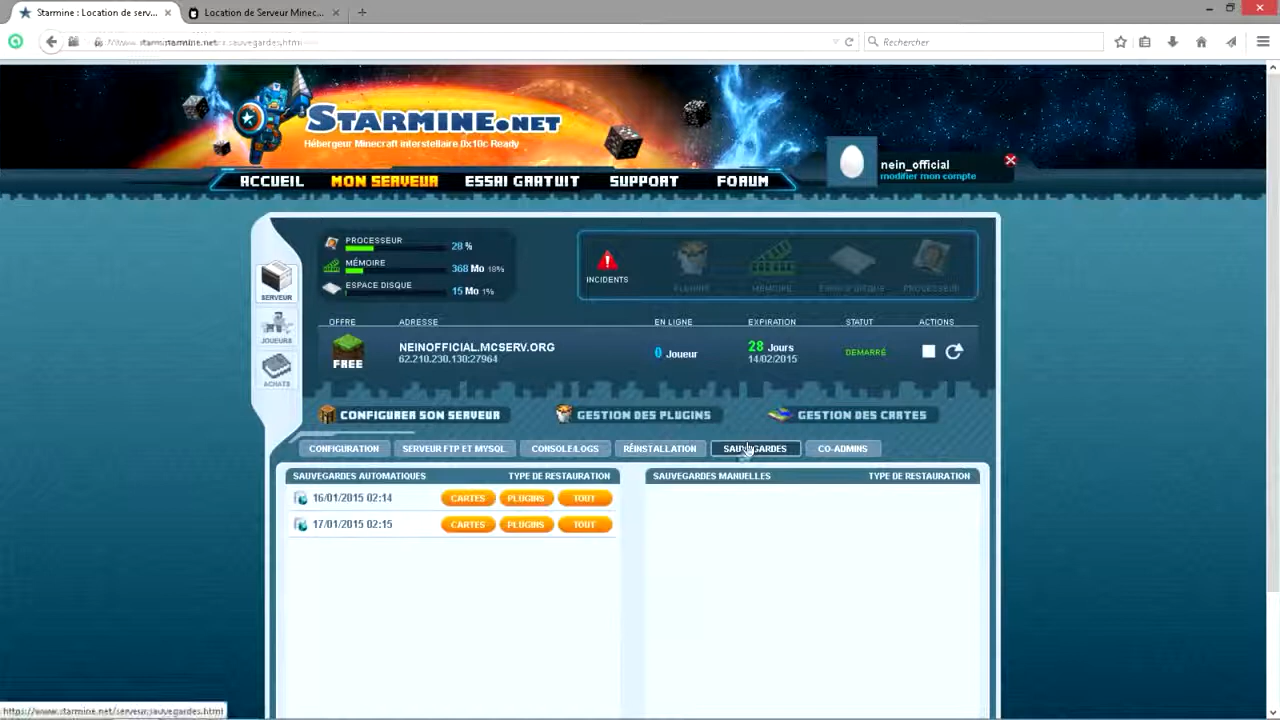 Starmine : Location de serv...
Location de Serveur Minec...
Rechercher
STARMINE.NET
Hébergeur Minecraft interstellaire 0x10c Ready
nein_official
modifier mon compte
ACCUEIL MON SERVEUR ESSAI GRATUIT SUPPORT FORUM
PROCESSEUR 28 %
MÉMOIRE 368 Mo 18%
ESPACE DISQUE 15 Mo 1%
INCIDENTS PLUGINS MÉMOIRE ESPACE DISQUE PROCESSEUR
SERVEUR
JOUEURS
ACHATS
OFFRE ADRESSE EN LIGNE EXPIRATION STATUT ACTIONS
FREE
NEINOFFICIAL.MCSERV.ORG
62.210.230.130:27964
0 Joueur
28 Jours
14/02/2015
DEMARRÉ
CONFIGURER SON SERVEUR GESTION DES PLUGINS GESTION DES CARTES
CONFIGURATION SERVEUR FTP ET MYSQL CONSOLE/LOGS RÉINSTALLATION SAUVEGARDES CO-ADMINS
SAUVEGARDES AUTOMATIQUES TYPE DE RESTAURATION SAUVEGARDES MANUELLES TYPE DE RESTAURATION
16/01/2015 02:14 CARTES PLUGINS TOUT
17/01/2015 02:15 CARTES PLUGINS TOUT
https://www.starmine.net/serveur.sauvegardes.html